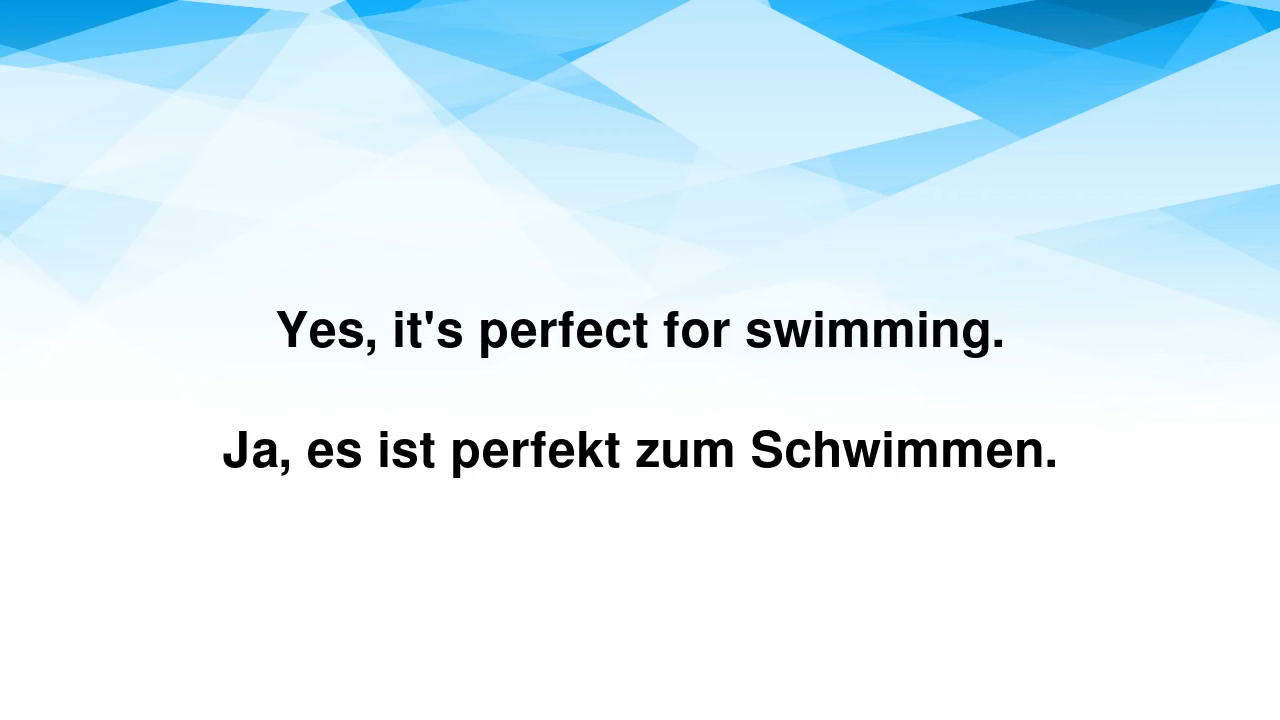 Yes, it's perfect for swimming.
Ja, es ist perfekt zum Schwimmen.